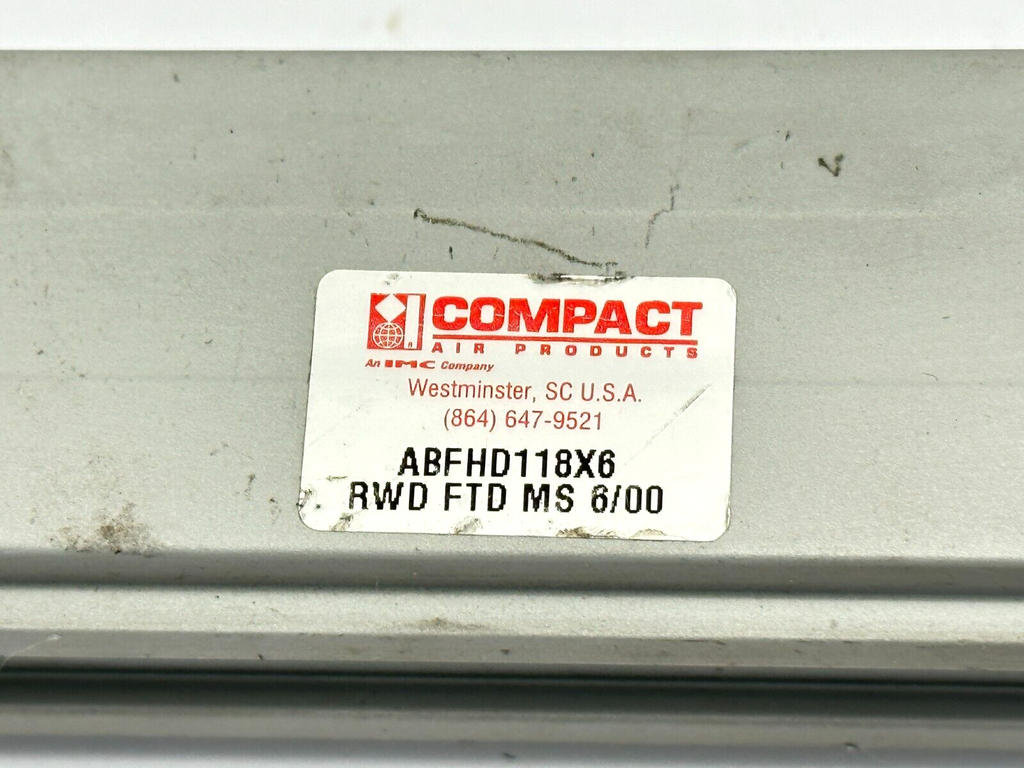 COMPACT
AIR PRODUCTS
An IMC Company
Westminster, SC U.S.A.
(864) 647-9521
ABFHD118X6
RWD FTD MS 6/00